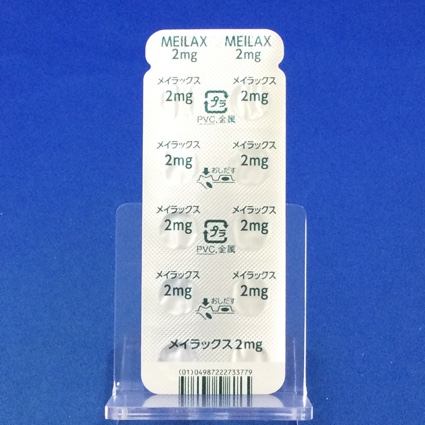 MEILAX MEILAX
2mg 2mg
メイラックス メイラックス
2mg 2mg
プラ
PVC,金属
メイラックス メイラックス
2mg 2mg
おしだす
メイラックス メイラックス
2mg 2mg
プラ
PVC,金属
メイラックス メイラックス
2mg 2mg
おしだす
メイラックス2mg
(01)04987222733779